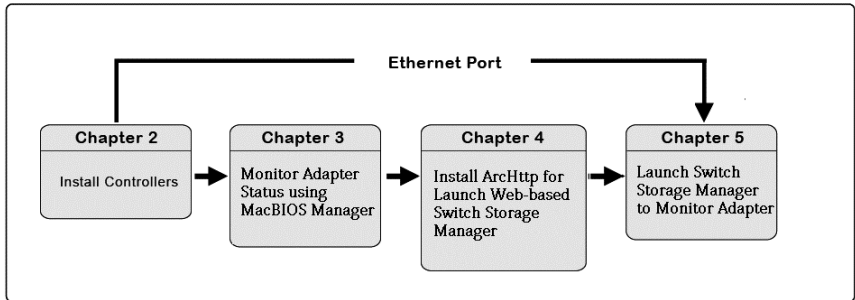 Ethernet Port
Chapter 2
Install Controllers
Chapter 3
Monitor Adapter
Status using
MacBIOS Manager
Chapter 4
Install ArcHttp for
Launch Web-based
Switch Storage
Manager
Chapter 5
Launch Switch
Storage Manager
to Monitor Adapter